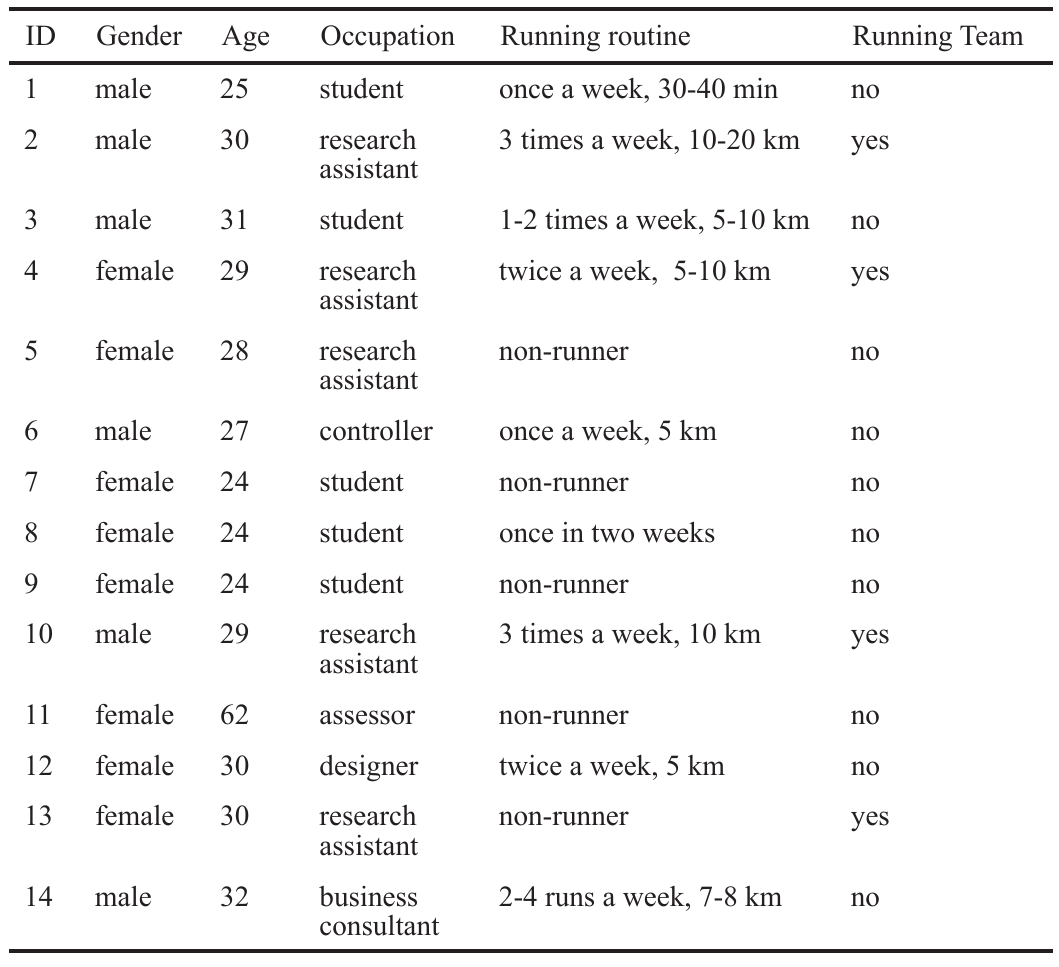 ID Gender Age Occupation Running routine Running Team
1 male 25 student once a week, 30-40 min no
2 male 30 research 3 times a week, 10-20 km yes
assistant
3 male 31 student 1-2 times a week, 5-10 km no
4 female 29 research twice a week, 5-10 km yes
assistant
5 female 28 research non-runner no
assistant
6 male 27 controller once a week, 5 km no
7 female 24 student non-runner no
8 female 24 student once in two weeks no
9 female 24 student non-runner no
10 male 29 research 3 times a week, 10 km yes
assistant
11 female 62 assessor non-runner no
12 female 30 designer twice a week, 5 km no
13 female 30 research non-runner yes
assistant
14 male 32 business 2-4 runs a week, 7-8 km no
consultant